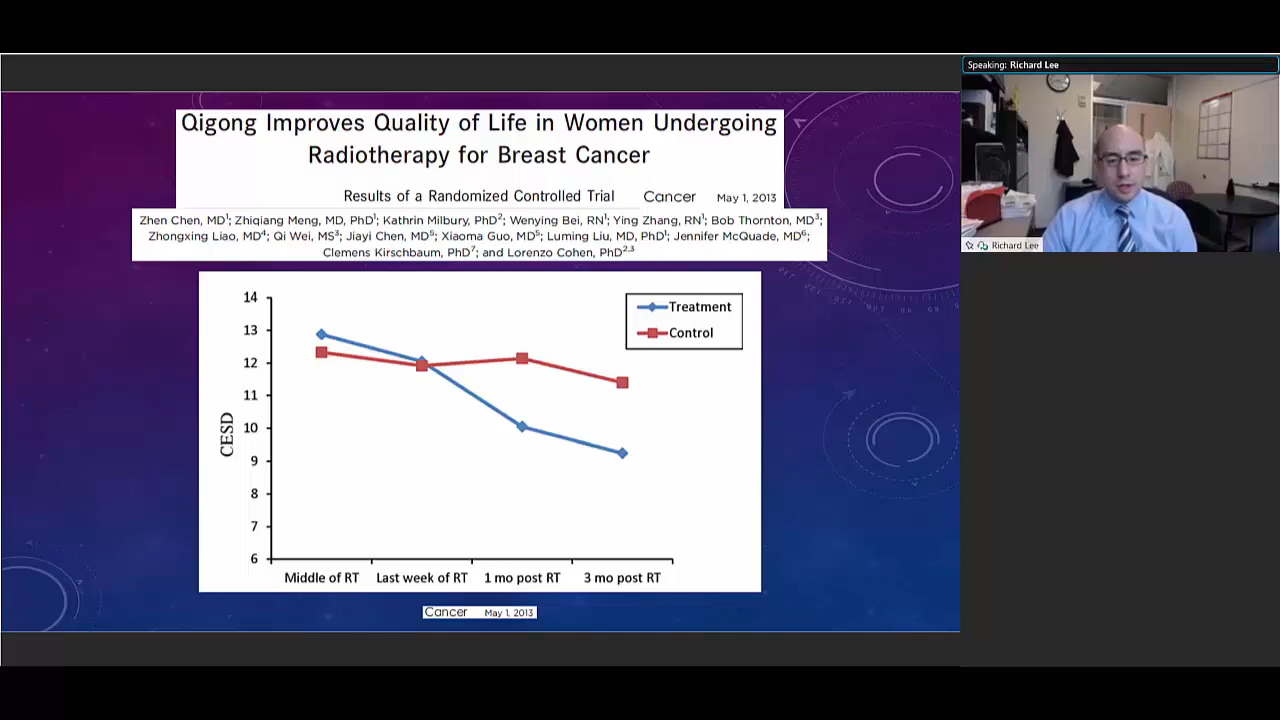 Speaking: Richard Lee
Qigong Improves Quality of Life in Women Undergoing
Radiotherapy for Breast Cancer
Results of a Randomized Controlled Trial Cancer May 1, 2013
Zhen Chen, MD1; Zhiqiang Meng, MD, PhD1; Kathrin Milbury, PhD2; Wenying Bei, RN1; Ying Zhang, RN1; Bob Thornton, MD3;
Zhongxing Liao, MD4; Qi Wei, MS3; Jiayi Chen, MD5; Xiaoma Guo, MD5; Luming Liu, MD, PhD1; Jennifer McQuade, MD6;
Clemens Kirschbaum, PhD7; and Lorenzo Cohen, PhD2,3
Richard Lee
14
13
12
11
10
9
8
7
6
CESD
Treatment
Control
Middle of RT Last week of RT 1 mo post RT 3 mo post RT
Cancer May 1, 2013